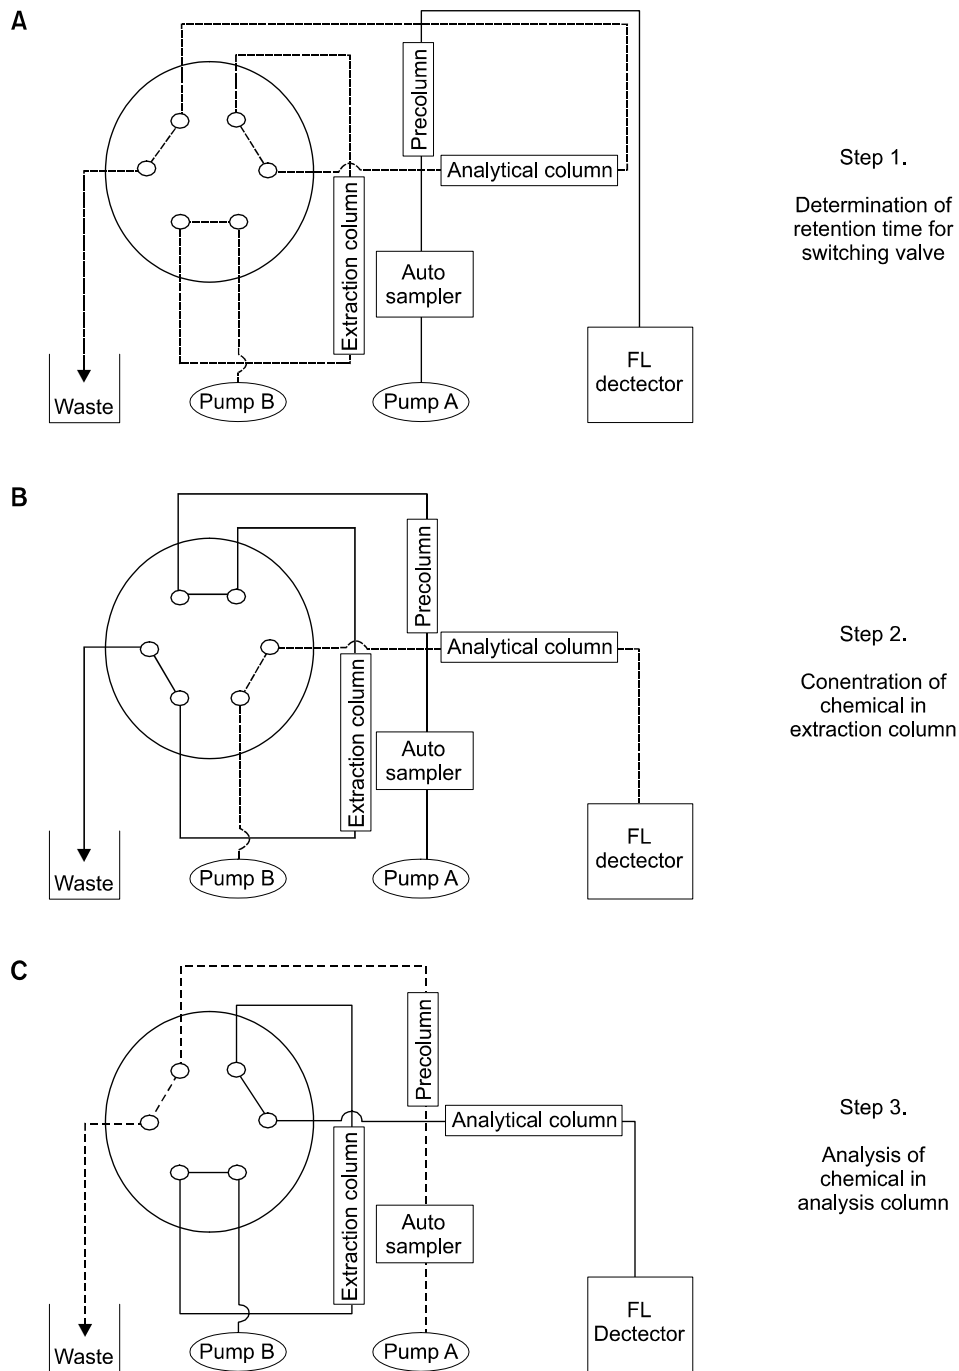 A
Precolumn
Analytical column
Extraction column
Auto
sampler
FL
dectector
Waste
Pump B
Pump A
Step 1.
Determination of
retention time for
switching valve
B
Precolumn
Analytical column
Extraction column
Auto
sampler
FL
dectector
Waste
Pump B
Pump A
Step 2.
Conentration of
chemical in
extraction column
C
Precolumn
Analytical column
Extraction column
Auto
sampler
FL
Dectector
Waste
Pump B
Pump A
Step 3.
Analysis of
chemical in
analysis column